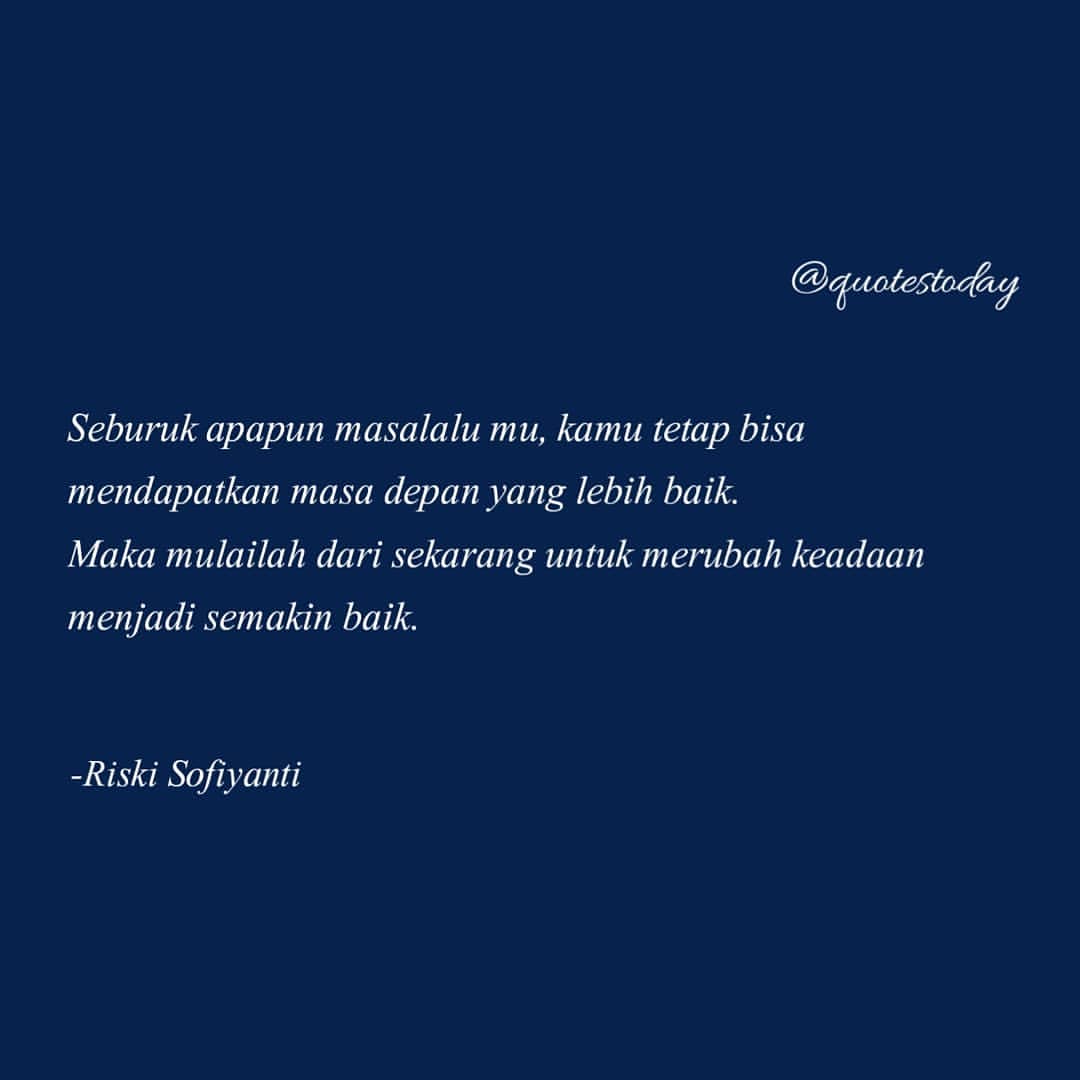 @quotestoday
Seburuk apapun masalalu mu, kamu tetap bisa
mendapatkan masa depan yang lebih baik.
Maka mulailah dari sekarang untuk merubah keadaan
menjadi semakin baik.
-Riski Sofiyanti